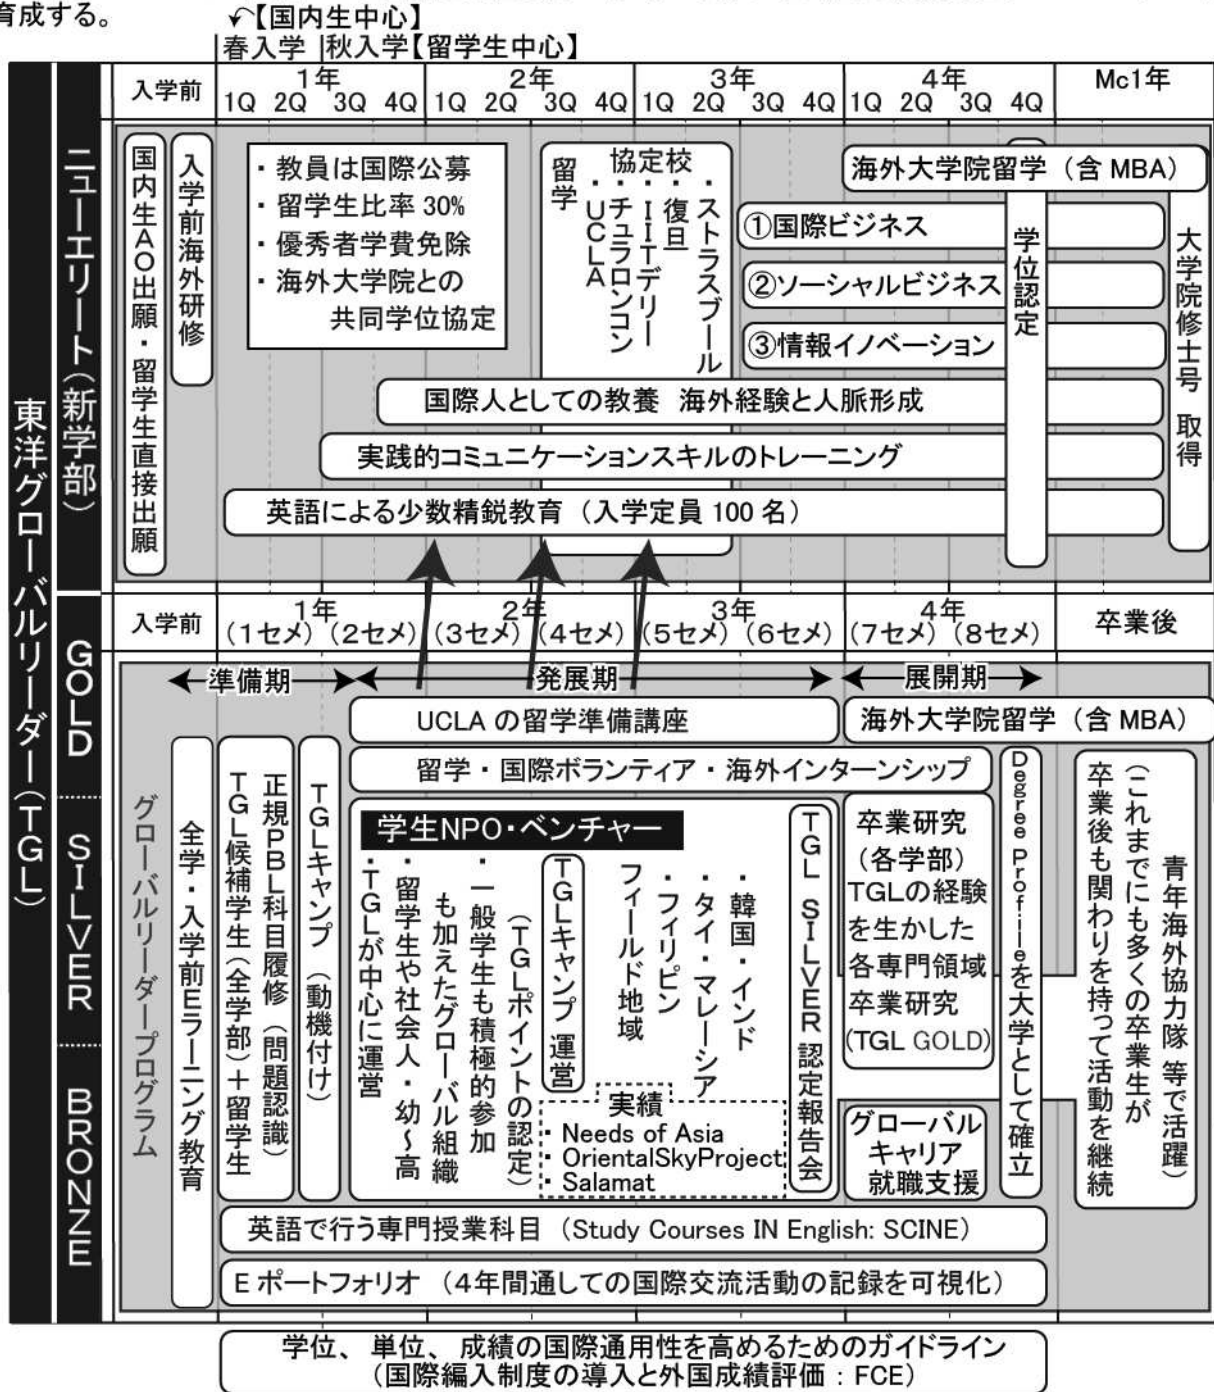 育成する。
【国内生中心】
春入学
秋入学【留学生中心】
入学前
1年
2年
3年
4年
Mc1年
1Q 2Q 3Q 4Q 1Q 2Q 3Q 4Q 1Q 2Q 3Q 4Q 1Q 2Q 3Q 4Q
東洋グローバルリーダー(TGL)
ニューエリート(新学部)
国内生AO出願・留学生直接出願
入学前海外研修
・教員は国際公募
・留学生比率 30%
・優秀者学費免除
・海外大学院との
共同学位協定
留学
協定校
・UCLA
・チュラロンコン
・IITデリー
・復旦
・ストラスブール
海外大学院留学(含 MBA)
①国際ビジネス
②ソーシャルビジネス
③情報イノベーション
学位認定
大学院修士号 取得
国際人としての教養 海外経験と人脈形成
実践的コミュニケーションスキルのトレーニング
英語による少数精鋭教育(入学定員 100 名)
GOLD
SILVER
BRONZE
入学前
1年
2年
3年
4年
卒業後
(1セメ) (2セメ) (3セメ) (4セメ) (5セメ) (6セメ) (7セメ) (8セメ)
準備期
発展期
展開期
UCLA の留学準備講座
海外大学院留学(含 MBA)
留学・国際ボランティア・海外インターンシップ
グローバルリーダープログラム
全学・入学前Eラーニング教育
正規PBL科目履修(問題認識)
TGL候補学生(全学部)+留学生
TGLキャンプ(動機付け)
学生NPO・ベンチャー
・TGLが中心に運営
・留学生や社会人・幼~高
も加えたグローバル組織
・一般学生も積極的参加
(TGLポイントの認定)
TGLキャンプ 運営
フィールド地域
・フィリピン
・タイ・マレーシア
・韓国・インド
実績
・Needs of Asia
・OrientalSkyProject
・Salamat
TGL SILVER 認定報告会
卒業研究
(各学部)
TGLの経験
を生かした
各専門領域
卒業研究
(TGL GOLD)
グローバル
キャリア
就職支援
Degree Profileを大学として確立
青年海外協力隊 等で活躍)
(これまでにも多くの卒業生が
卒業後も関わりを持って活動を継続
英語で行う専門授業科目(Study Courses IN English: SCINE)
E ポートフォリオ(4年間通しての国際交流活動の記録を可視化)
学位、単位、成績の国際通用性を高めるためのガイドライン
(国際編入制度の導入と外国成績評価:FCE)